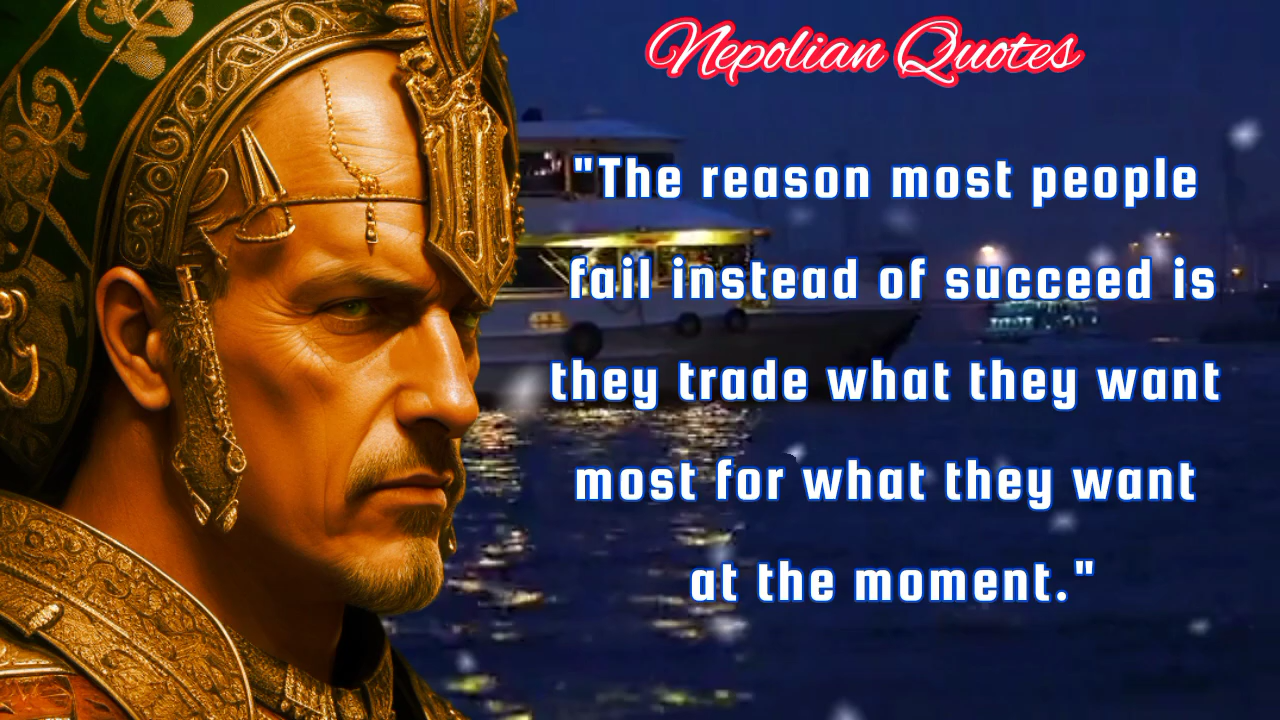 Nepolian Quotes
"The reason most people
fail instead of succeed is
they trade what they want
most for what they want
at the moment."